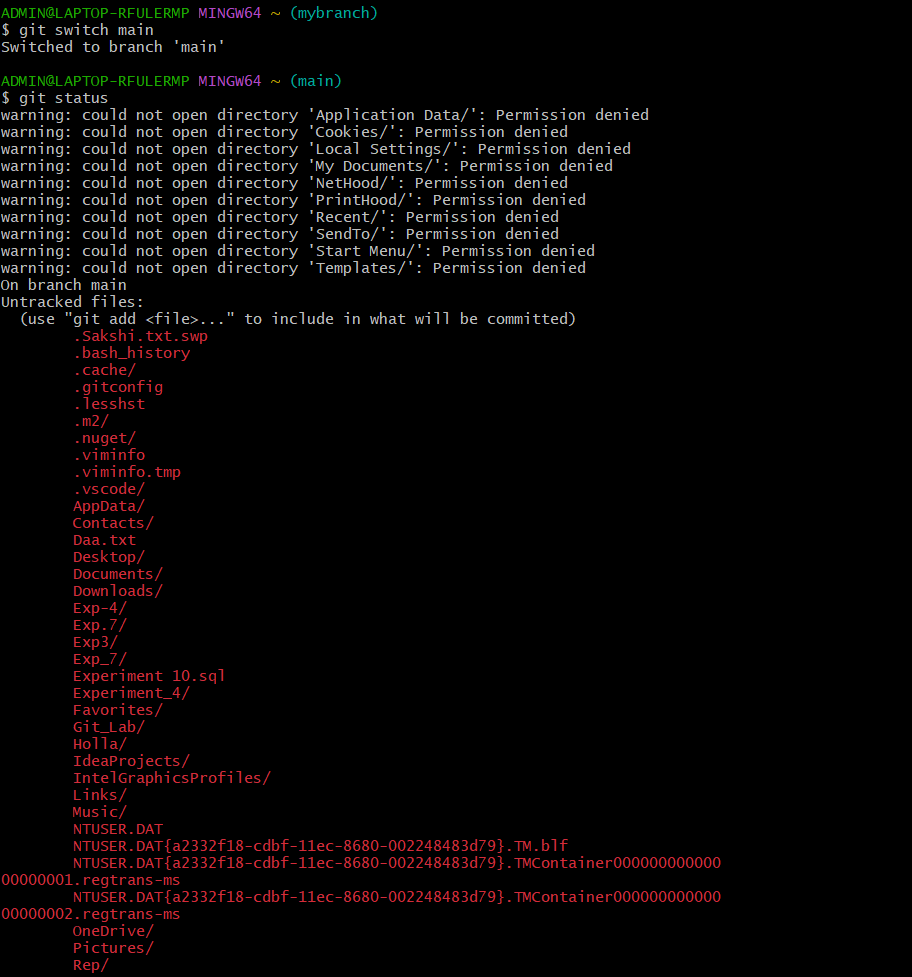 ADMIN@LAPTOP-RFULERMP MINGW64 ~ (mybranch)
$ git switch main
Switched to branch 'main'
ADMIN@LAPTOP-RFULERMP MINGW64 ~ (main)
$ git status
warning: could not open directory 'Application Data/': Permission denied
warning: could not open directory 'Cookies/': Permission denied
warning: could not open directory 'Local Settings/': Permission denied
warning: could not open directory 'My Documents/': Permission denied
warning: could not open directory 'NetHood/': Permission denied
warning: could not open directory 'PrintHood/': Permission denied
warning: could not open directory 'Recent/': Permission denied
warning: could not open directory 'SendTo/': Permission denied
warning: could not open directory 'Start Menu/': Permission denied
warning: could not open directory 'Templates/': Permission denied
On branch main
Untracked files:
  (use "git add <file>..." to include in what will be committed)
        .Sakshi.txt.swp
        .bash_history
        .cache/
        .gitconfig
        .lesshst
        .m2/
        .nuget/
        .viminfo
        .viminfo.tmp
        .vscode/
        AppData/
        Contacts/
        Daa.txt
        Desktop/
        Documents/
        Downloads/
        Exp-4/
        Exp.7/
        Exp3/
        Exp_7/
        Experiment 10.sql
        Experiment_4/
        Favorites/
        Git_Lab/
        Holla/
        IdeaProjects/
        IntelGraphicsProfiles/
        Links/
        Music/
        NTUSER.DAT
        NTUSER.DAT{a2332f18-cdbf-11ec-8680-002248483d79}.TM.blf
        NTUSER.DAT{a2332f18-cdbf-11ec-8680-002248483d79}.TMContainer000000000000
00000001.regtrans-ms
        NTUSER.DAT{a2332f18-cdbf-11ec-8680-002248483d79}.TMContainer000000000000
00000002.regtrans-ms
        OneDrive/
        Pictures/
        Rep/